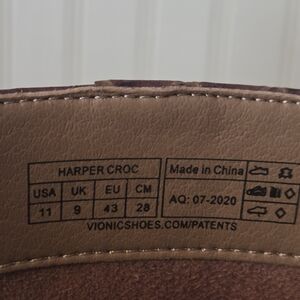 HARPER CROC
USA UK EU CM
11 9 43 28
Made in China
AQ: 07-2020
VIONICSHOES.COM/PATENTS